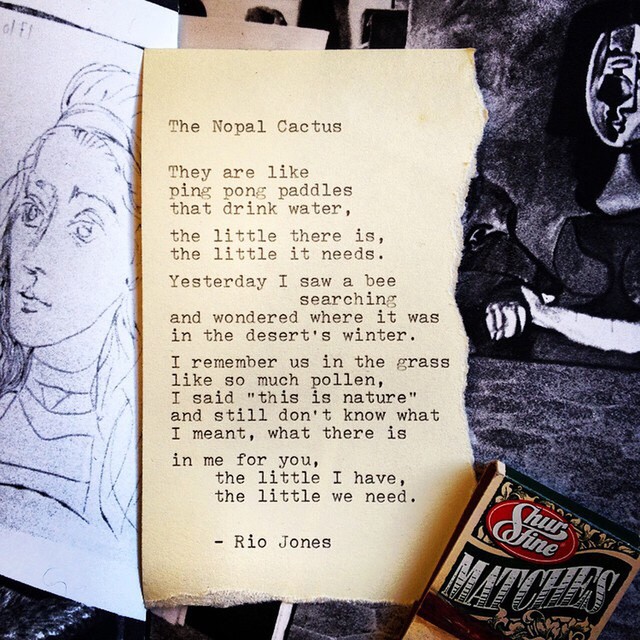 olf1
The Nopal Cactus
They are like
ping pong paddles
that drink water,
the little there is,
the little it needs.
Yesterday I saw a bee
searching
and wondered where it was
in the desert's winter.
I remember us in the grass
like so much pollen,
I said "this is nature"
and still don't know what
I meant, what there is
in me for you,
the little I have,
the little we need.
- Rio Jones
Shur
fine
MATCHES